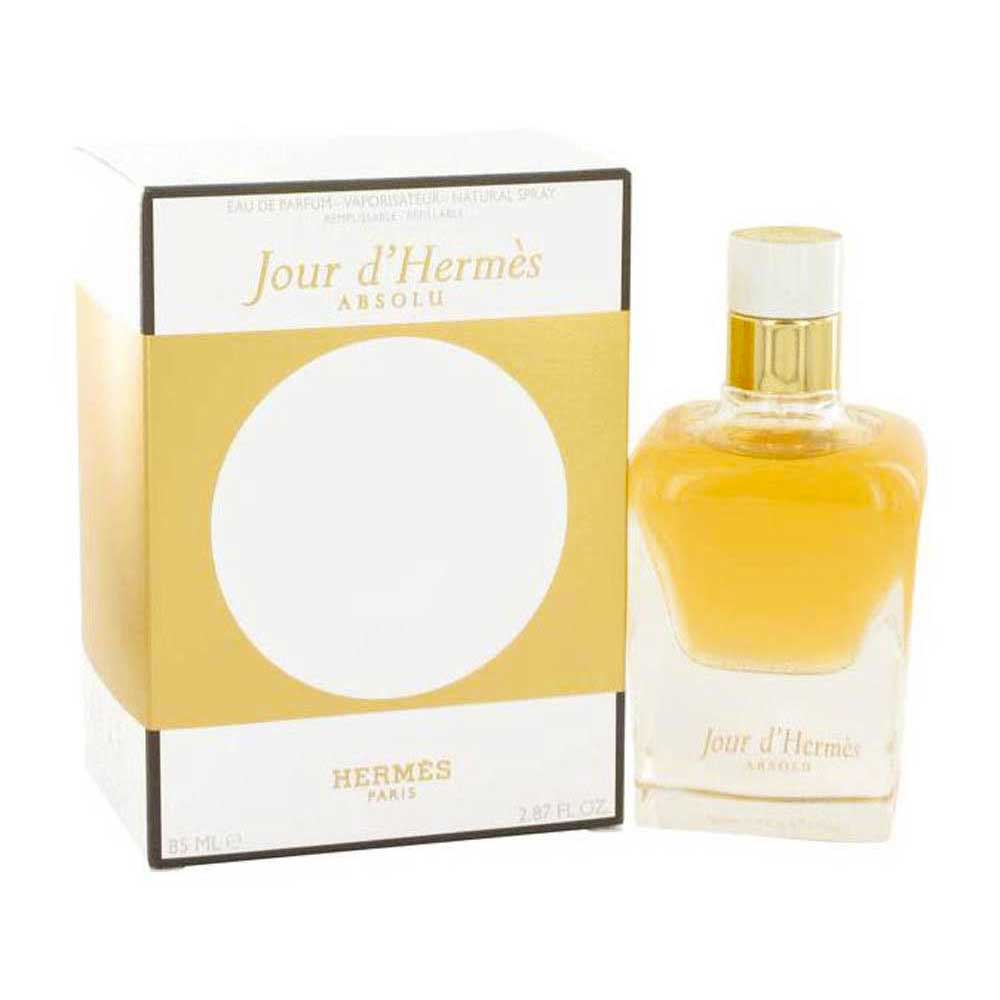 EAU DE PARFUM - VAPORISATEUR - NATURAL SPRAY
REMPLISSABLE - REFILLABLE
Jour d'Hermès
ABSOLU
HERMÈS
PARIS
85 ML ℮
2.87 FL OZ
Jour d'Hermès
ABSOLU